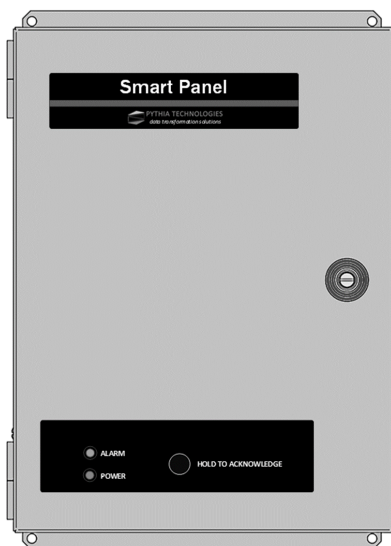 Smart Panel
PYTHIA TECHNOLOGIES
data transformation solutions
ALARM
POWER
HOLD TO ACKNOWLEDGE